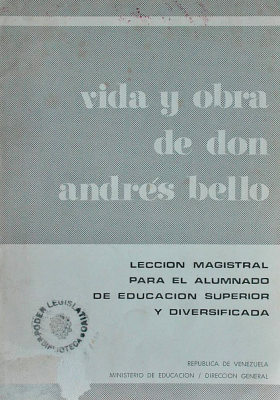 vida y obra
de don
andrés bello
LECCION MAGISTRAL
PARA EL ALUMNADO
DE EDUCACION SUPERIOR
Y DIVERSIFICADA
PODER LEGISLATIVO
BIBLIOTECA
REPUBLICA DE VENEZUELA
MINISTERIO DE EDUCACION / DIRECCION GENERAL